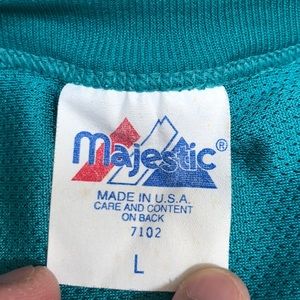 majestic®
MADE IN U.S.A.
CARE AND CONTENT
ON BACK
7102
L